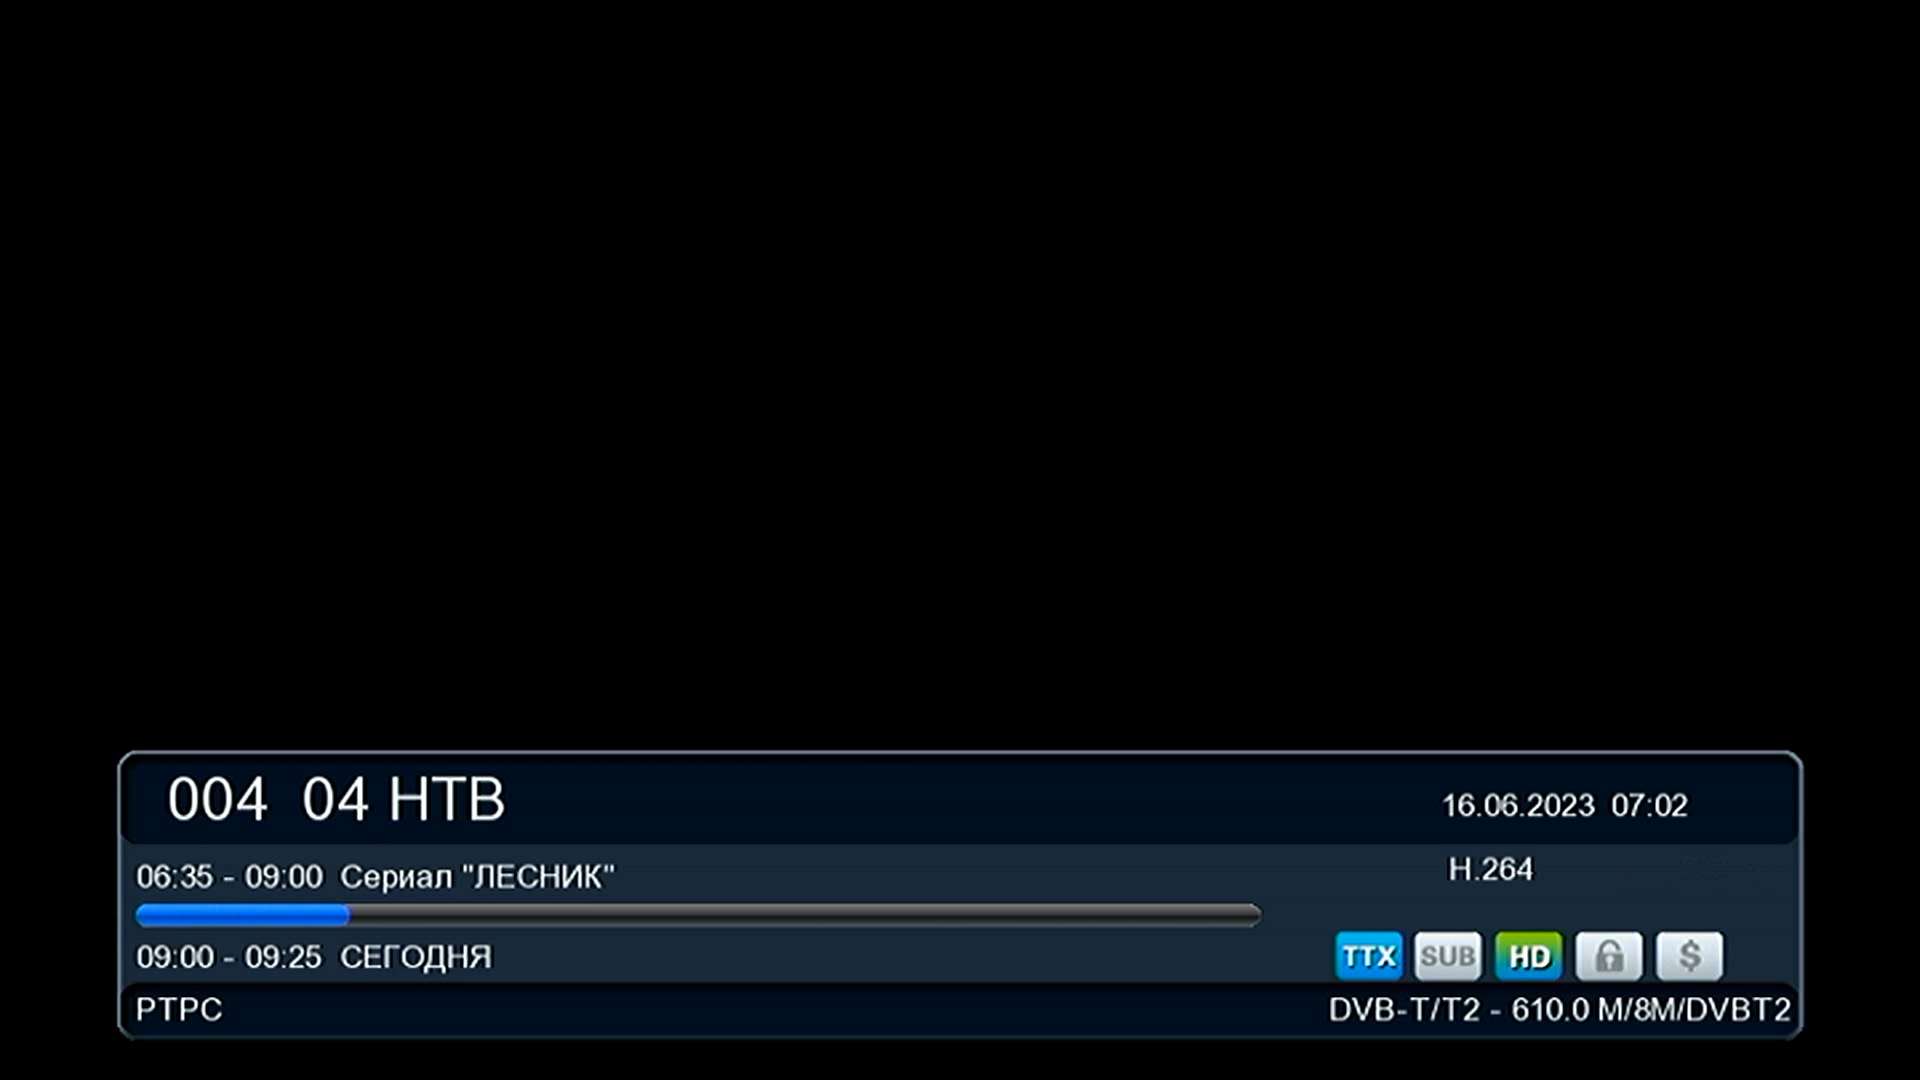 004 04 НТВ
16.06.2023 07:02
06:35 - 09:00 Сериал "ЛЕСНИК"
H.264
09:00 - 09:25 СЕГОДНЯ
TTX SUB HD $
РТРС
DVB-T/T2 - 610.0 M/8M/DVBT2